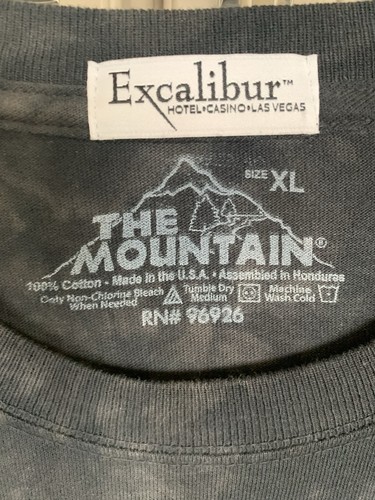 Excalibur™
HOTEL•CASINO•LAS VEGAS
SIZE XL
THE
MOUNTAIN®
100% Cotton • Made in the U.S.A. • Assembled in Honduras
Only Non-Chlorine Bleach When Needed
Tumble Dry Medium
Machine Wash Cold
RN# 96926